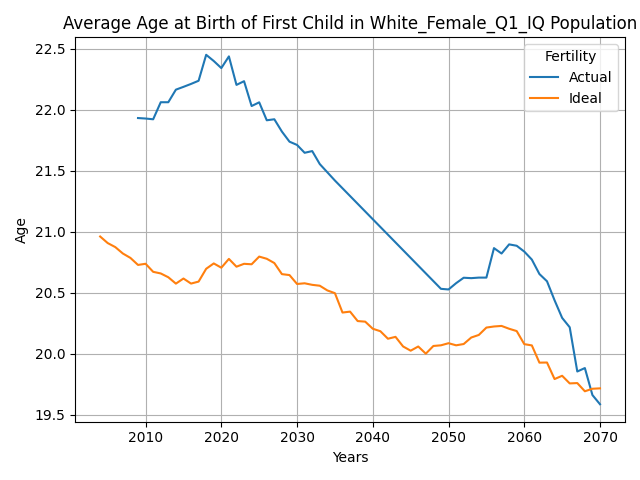 Average Age at Birth of First Child in White_Female_Q1_IQ Population
Fertility
Actual
Ideal
Age
22.5
22.0
21.5
21.0
20.5
20.0
19.5
2010
2020
2030
2040
2050
2060
2070
Years